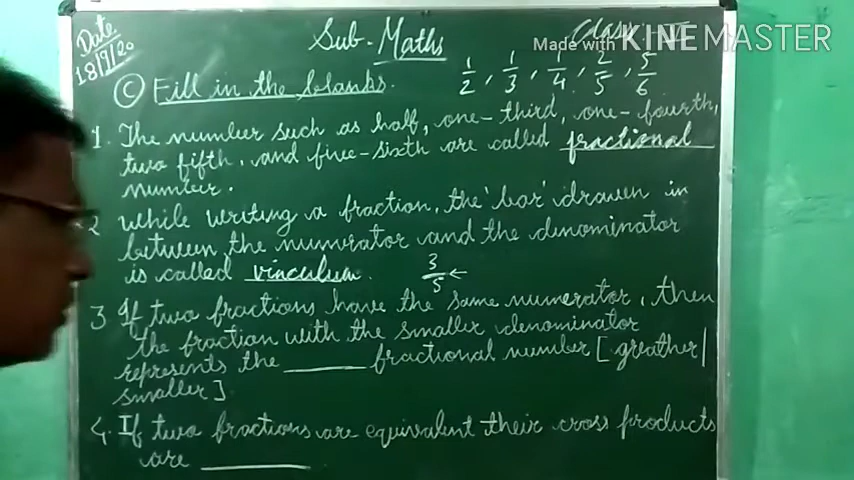 Date
18/9/20
Sub- Maths
Class - V
Made with KINEMASTER
1/2, 1/3, 1/4, 2/5, 5/6
(C) Fill in the blanks.
1. The number such as half, one-third, one-fourth,
two fifth, and five-sixth are called fractional
number.
2 While writing a fraction, the 'bar' drawn in
between the numerator and the denominator
is called vinculum. 3/5 ←
3 If two fractions have the same numerator, then
the fraction with the smaller denominator
represents the ______ fractional number [greather|
smaller]
4. If two fractions are equivalent their cross products
are ______